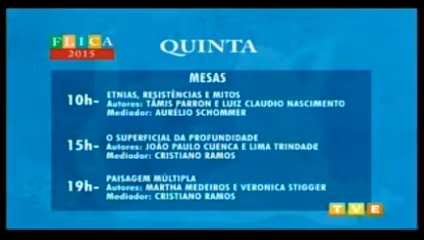 FLICA
2015
QUINTA
MESAS
10h- ETNIAS, RESISTÊNCIAS E MITOS
Autores: TÂMIS PARRON E LUIZ CLAUDIO NASCIMENTO
Mediador: AURÉLIO SCHOMMER
15h- O SUPERFICIAL DA PROFUNDIDADE
Autores: JOÃO PAULO CUENCA E LIMA TRINDADE
Mediador: CRISTIANO RAMOS
19h- PAISAGEM MÚLTIPLA
Autores: MARTHA MEDEIROS E VERONICA STIGGER
Mediador: CRISTIANO RAMOS
TVE